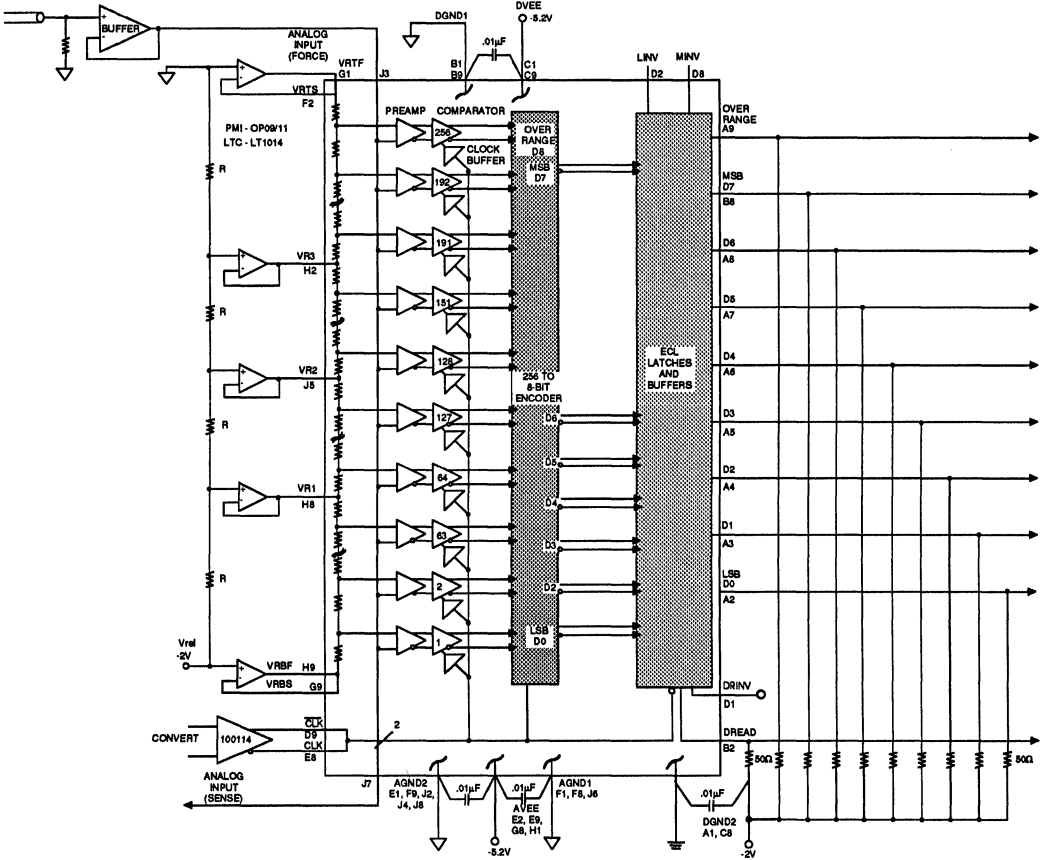 BUFFER
ANALOG
INPUT
(FORCE)
DGND1
DVEE
-5.2V
.01µF
B1
B9
C1
C9
LINV
D2
MINV
D8
VRTF
G1
J3
VRTS
F2
PMI - OP09/11
LTC - LT1014
PREAMP
COMPARATOR
256
CLOCK
BUFFER
192
191
151
128
127
64
63
2
1
OVER
RANGE
D8
MSB
D7
256 TO
8-BIT
ENCODER
D6
D5
D4
D3
D2
LSB
D0
ECL
LATCHES
AND
BUFFERS
OVER
RANGE
A9
MSB
D7
B8
D6
A8
D5
A7
D4
A6
D3
A5
D2
A4
D1
A3
LSB
D0
A2
R
VR3
H2
R
VR2
J5
R
VR1
H8
R
Vref
-2V
VRBF
H9
VRBS
G9
CONVERT
100114
CLK
D9
CLK
E8
2
ANALOG
INPUT
(SENSE)
J7
AGND2
E1, F9, J2,
J4, J8
.01µF
.01µF
AVEE
E2, E9,
G8, H1
-5.2V
AGND1
F1, F8, J6
.01µF
DGND2
A1, C8
DRINV
D1
DREAD
B2
50Ω
50Ω
-2V